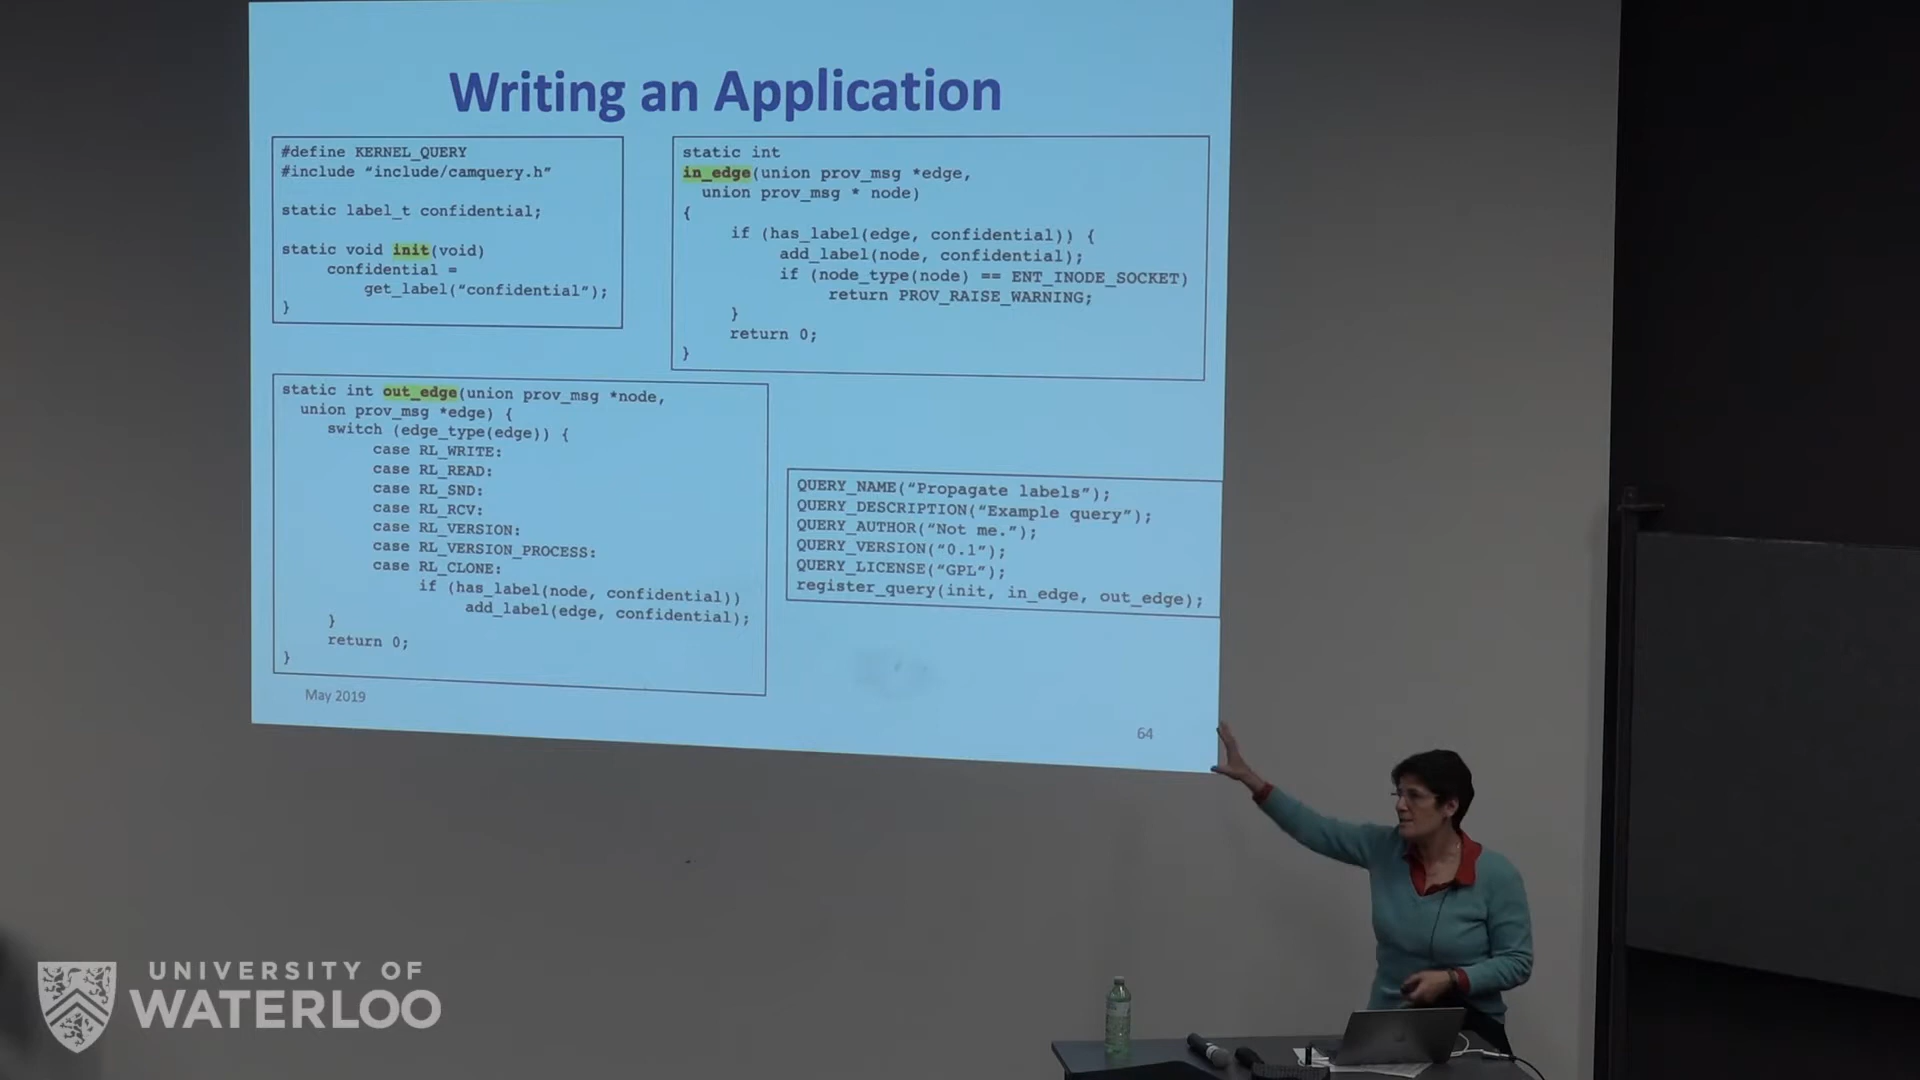 Writing an Application
#define KERNEL_QUERY
#include “include/camquery.h”
static label_t confidential;
static void init(void)
confidential =
get_label(“confidential”);
}
static int
in_edge(union prov_msg *edge,
union prov_msg * node)
{
if (has_label(edge, confidential)) {
add_label(node, confidential);
if (node_type(node) == ENT_INODE_SOCKET)
return PROV_RAISE_WARNING;
}
return 0;
}
static int out_edge(union prov_msg *node,
union prov_msg *edge) {
switch (edge_type(edge)) {
case RL_WRITE:
case RL_READ:
case RL_SND:
case RL_RCV:
case RL_VERSION:
case RL_VERSION_PROCESS:
case RL_CLONE:
if (has_label(node, confidential))
add_label(edge, confidential);
}
return 0;
}
QUERY_NAME(“Propagate labels”);
QUERY_DESCRIPTION(“Example query”);
QUERY_AUTHOR(“Not me.”);
QUERY_VERSION(“0.1”);
QUERY_LICENSE(“GPL”);
register_query(init, in_edge, out_edge);
May 2019
64
UNIVERSITY OF
WATERLOO